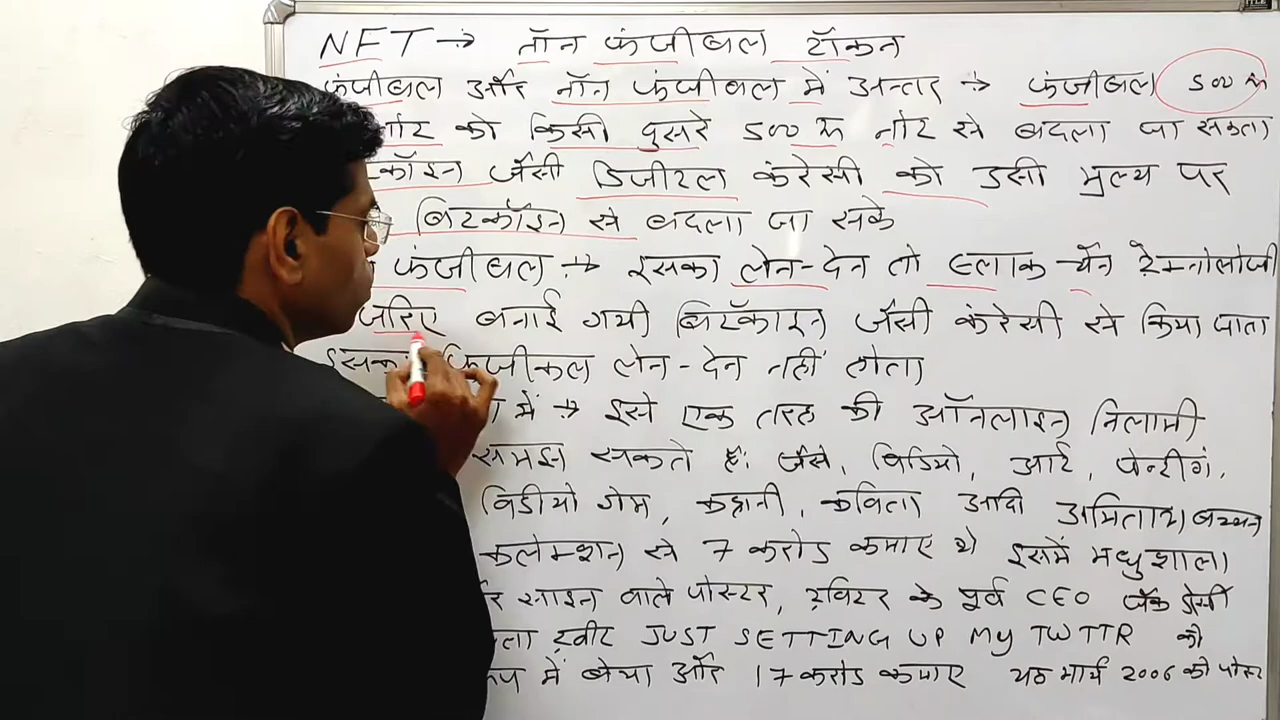 NFT → नॉन फंजीबल टॉकन
फंजीबल और नॉन फंजीबल में अन्तर → फंजीबल 500 रु
नोट को किसी दुसरे 500 रु नोट से बदला जा सकता
कॉइन जैसी डिजीटल करेंसी को उसी मुल्य पर
बिटकॉइन से बदला जा सके
फंजीबल → इसका लेन-देन तो ब्लाक-चेन टेक्नोलोजी
जरिए बनाई गयी बिटकॉइन जैसी करेंसी से किया जाता
इसका फिजीकल लेन-देन नहीं होता
में → इसे एक तरह की ऑनलाइन निलामी
समझ सकते हैं। जैसे, विडियो, आर्ट, पेन्टींग,
विडीयो गेम, कहानी, कविता आदि अमिताभ बच्चन
कलेक्शन से 7 करोड कमाए थे इसमें मधुशाला
साइन वाले पोस्टर, ट्विटर के पूर्व CEO जैक डोर्सी
ट्वीट JUST SETTING UP My TWTTR को
में बेचा और 17 करोड कमाए यह मार्च 2006 को पोस्ट